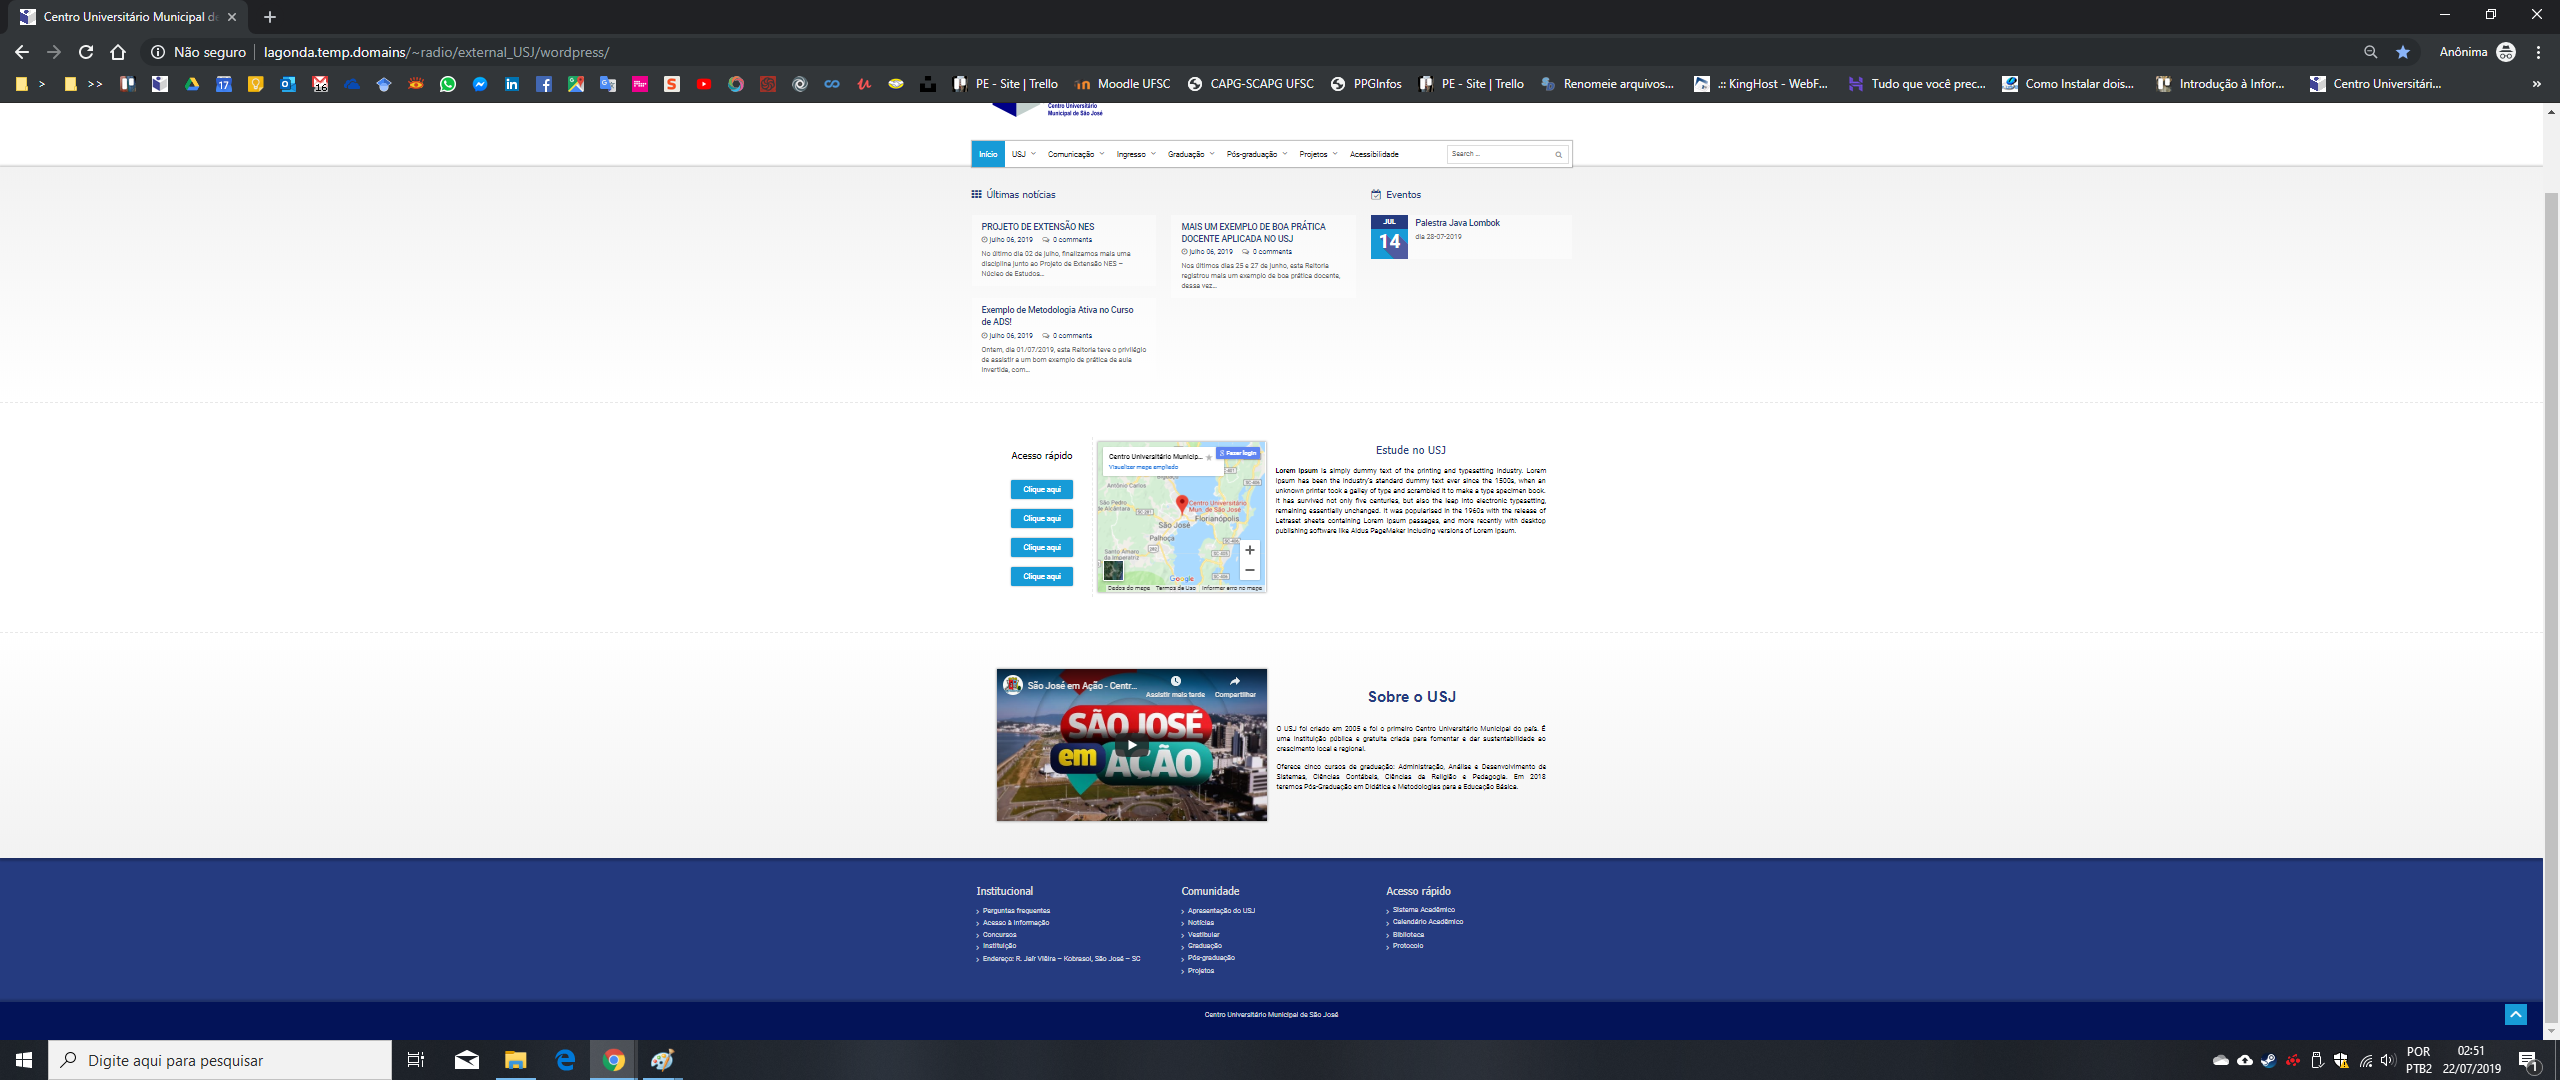 Centro Universitário Municipal de
Não seguro
lagonda.temp.domains/~radio/external_USJ/wordpress/
Anônima
>
>>
17
16
PE - Site | Trello
Moodle UFSC
CAPG-SCAPG UFSC
PPGInfos
PE - Site | Trello
Renomeie arquivos...
.:: KingHost - WebF...
Tudo que você prec...
Como Instalar dois...
Introdução à Infor...
Centro Universitári...
»
Centro Universitário
Municipal de São José
Início
USJ
Comunicação
Ingresso
Graduação
Pós-graduação
Projetos
Acessibilidade
Search ...
Últimas notícias
PROJETO DE EXTENSÃO NES
julho 06, 2019 0 comments
No último dia 02 de julho, finalizamos mais uma
disciplina junto ao Projeto de Extensão NES –
Núcleo de Estudos...
MAIS UM EXEMPLO DE BOA PRÁTICA
DOCENTE APLICADA NO USJ
julho 06, 2019 0 comments
Nos últimos dias 25 e 27 de junho, esta Reitoria
registrou mais um exemplo de boa prática docente,
dessa vez...
Exemplo de Metodologia Ativa no Curso
de ADS!
julho 06, 2019 0 comments
Ontem, dia 01/07/2019, esta Reitoria teve o privilégio
de assistir a um bom exemplo de prática de aula
invertida, com...
Eventos
JUL
14
Palestra Java Lombok
dia 28-07-2019
Acesso rápido
Clique aqui
Clique aqui
Clique aqui
Clique aqui
Centro Universitário Municip...
Visualizar mapa ampliado
Fazer login
Antônio Carlos
São Pedro
de Alcântara
Centro Universitário
Mun. de São José
Florianópolis
São José
Palhoça
Santo Amaro
da Imperatriz
Google
Dados do mapa
Termos de Uso
Informar erro no mapa
Estude no USJ
Lorem Ipsum is simply dummy text of the printing and typesetting industry. Lorem
Ipsum has been the industry's standard dummy text ever since the 1500s, when an
unknown printer took a galley of type and scrambled it to make a type specimen book.
It has survived not only five centuries, but also the leap into electronic typesetting,
remaining essentially unchanged. It was popularised in the 1960s with the release of
Letraset sheets containing Lorem Ipsum passages, and more recently with desktop
publishing software like Aldus PageMaker including versions of Lorem Ipsum.
São José em Ação - Centr...
Assistir mais tarde
Compartilhar
SÃO JOSÉ
em
AÇÃO
Sobre o USJ
O USJ foi criado em 2005 e foi o primeiro Centro Universitário Municipal do país. É
uma instituição pública e gratuita criada para fomentar e dar sustentabilidade ao
crescimento local e regional.
Oferece cinco cursos de graduação: Administração, Análise e Desenvolvimento de
Sistemas, Ciências Contábeis, Ciências da Religião e Pedagogia. Em 2018
teremos Pós-Graduação em Didática e Metodologias para a Educação Básica.
Institucional
Perguntas frequentes
Acesso à Informação
Concursos
Instituição
Endereço: R. Jair Viêira – Kobrasol, São José – SC
Comunidade
Apresentação do USJ
Notícias
Vestibular
Graduação
Pós-graduação
Projetos
Acesso rápido
Sistema Acadêmico
Calendário Acadêmico
Biblioteca
Protocolo
Centro Universitário Municipal de São José
Digite aqui para pesquisar
POR
PTB2
02:51
22/07/2019
1